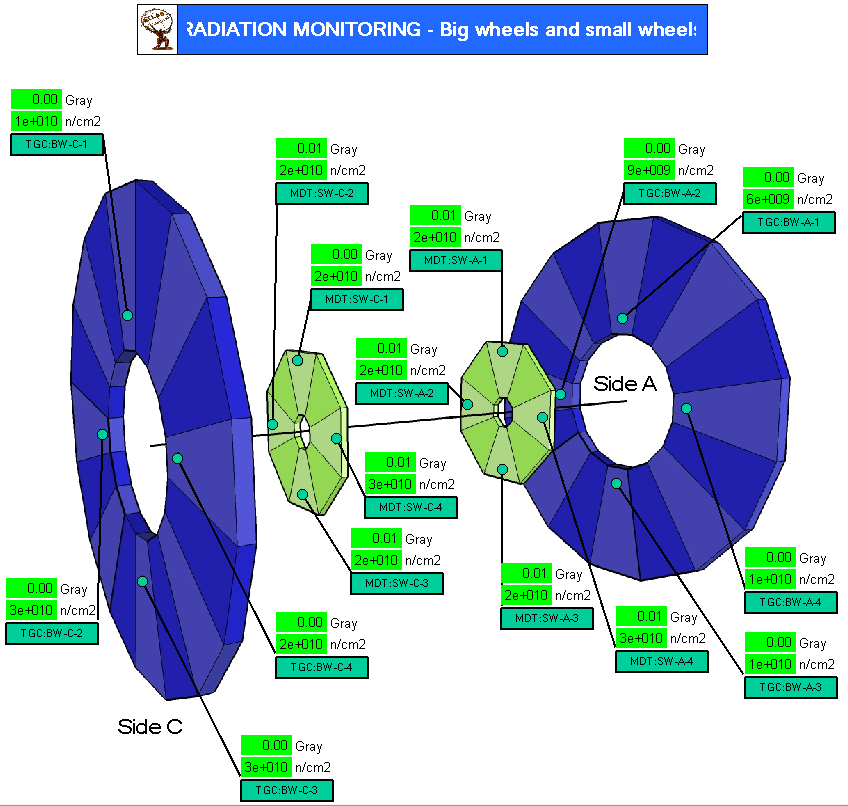 ATLAS
RADIATION MONITORING - Big wheels and small wheels
0.00 Gray
1e+010 n/cm2
TGC:BW-C-1
0.01 Gray
2e+010 n/cm2
MDT:SW-C-2
0.00 Gray
9e+009 n/cm2
TGC:BW-A-2
0.00 Gray
6e+009 n/cm2
TGC:BW-A-1
0.01 Gray
2e+010 n/cm2
MDT:SW-A-1
0.00 Gray
2e+010 n/cm2
MDT:SW-C-1
0.01 Gray
2e+010 n/cm2
MDT:SW-A-2
Side A
0.01 Gray
3e+010 n/cm2
MDT:SW-C-4
0.01 Gray
2e+010 n/cm2
MDT:SW-C-3
0.01 Gray
2e+010 n/cm2
MDT:SW-A-3
0.00 Gray
1e+010 n/cm2
TGC:BW-A-4
0.00 Gray
3e+010 n/cm2
TGC:BW-C-2
0.00 Gray
2e+010 n/cm2
TGC:BW-C-4
0.01 Gray
3e+010 n/cm2
MDT:SW-A-4
0.00 Gray
1e+010 n/cm2
TGC:BW-A-3
Side C
0.00 Gray
3e+010 n/cm2
TGC:BW-C-3